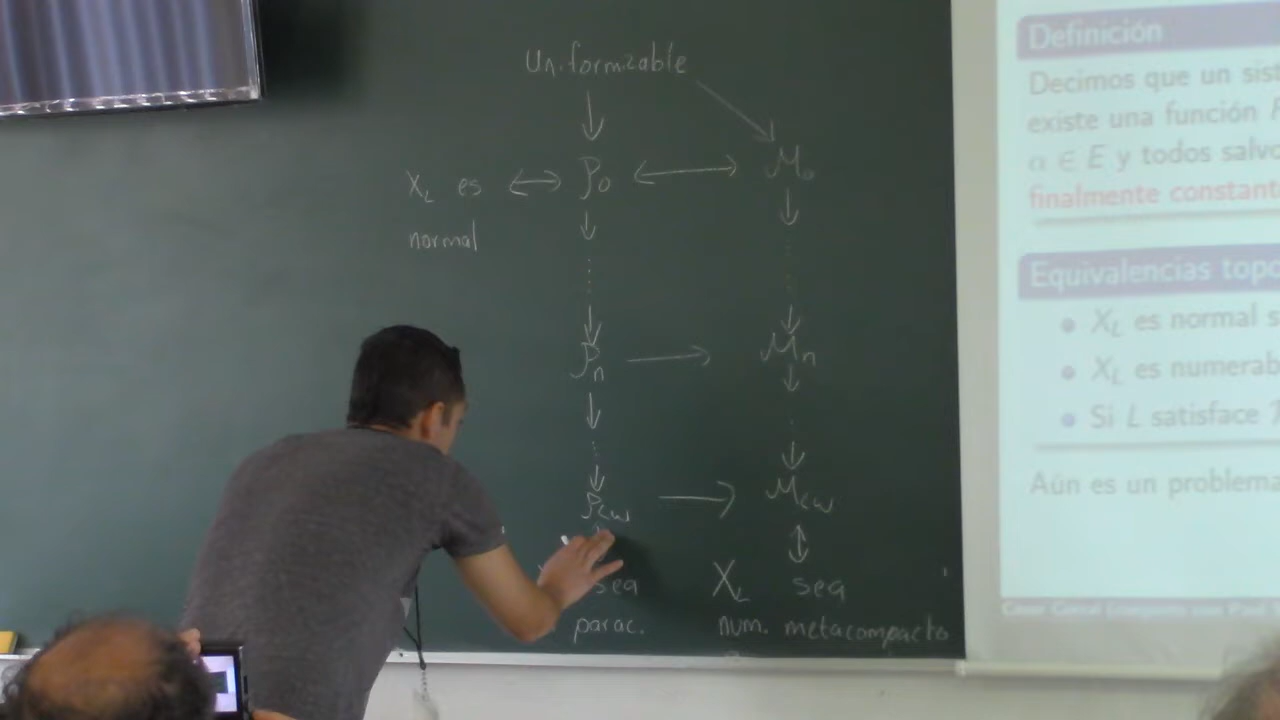 Uniformizable
X_L es ↔ P_0 ↔ M_0
normal
P_n → M_n
P_<ω → M_<ω
sea X_L sea
parac. num. metacompacto
Definición
Decimos que un sist
existe una función
α ∈ E y todos salvo
finalmente constant
Equivalencias topo
X_L es normal s
X_L es numerab
Si L satisface
Aún es un problema